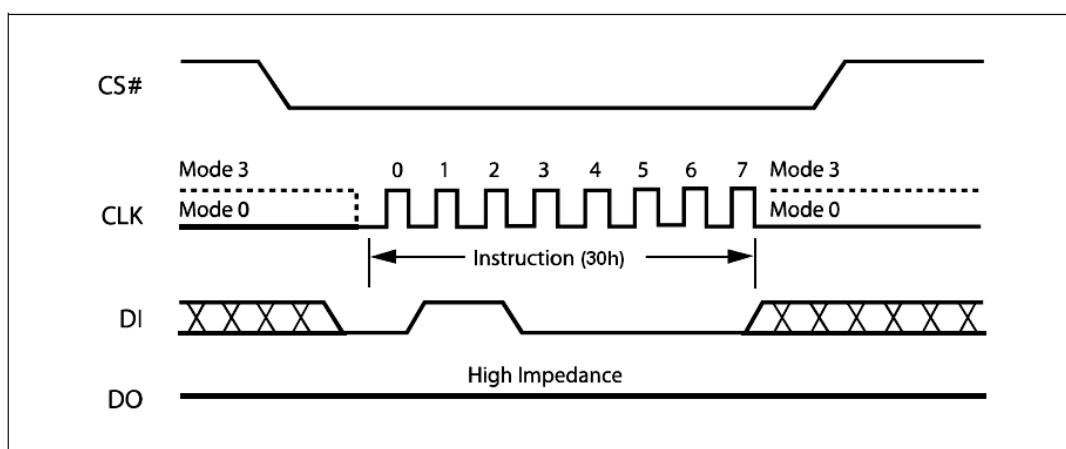 CS#
Mode 3 0 1 2 3 4 5 6 7 Mode 3
CLK Mode 0 Mode 0
Instruction (30h)
DI
High Impedance
DO